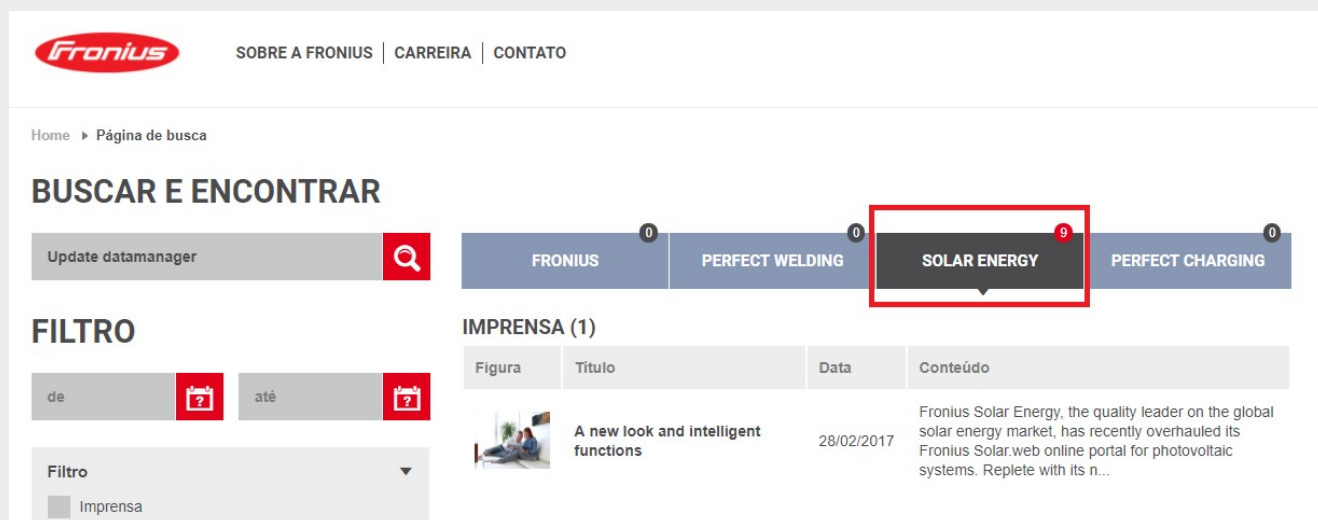 Fronius
SOBRE A FRONIUS | CARREIRA | CONTATO
Home ▸ Página de busca
BUSCAR E ENCONTRAR
Update datamanager
FRONIUS 0
PERFECT WELDING 0
SOLAR ENERGY 9
PERFECT CHARGING 0
FILTRO
de
até
Filtro
Imprensa
IMPRENSA (1)
Figura Título Data Conteúdo
A new look and intelligent
functions
28/02/2017
Fronius Solar Energy, the quality leader on the global
solar energy market, has recently overhauled its
Fronius Solar.web online portal for photovoltaic
systems. Replete with its n...